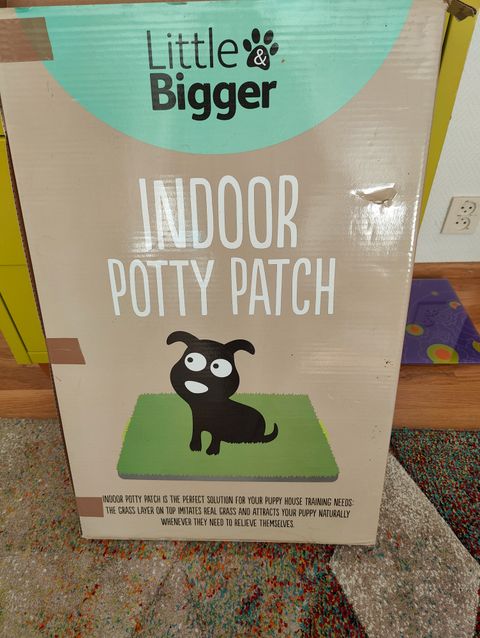 Little &
Bigger
INDOOR
POTTY PATCH
INDOOR POTTY PATCH IS THE PERFECT SOLUTION FOR YOUR PUPPY HOUSE TRAINING NEEDS:
THE GRASS LAYER ON TOP IMITATES REAL GRASS AND ATTRACTS YOUR PUPPY NATURALLY
WHENEVER THEY NEED TO RELIEVE THEMSELVES.